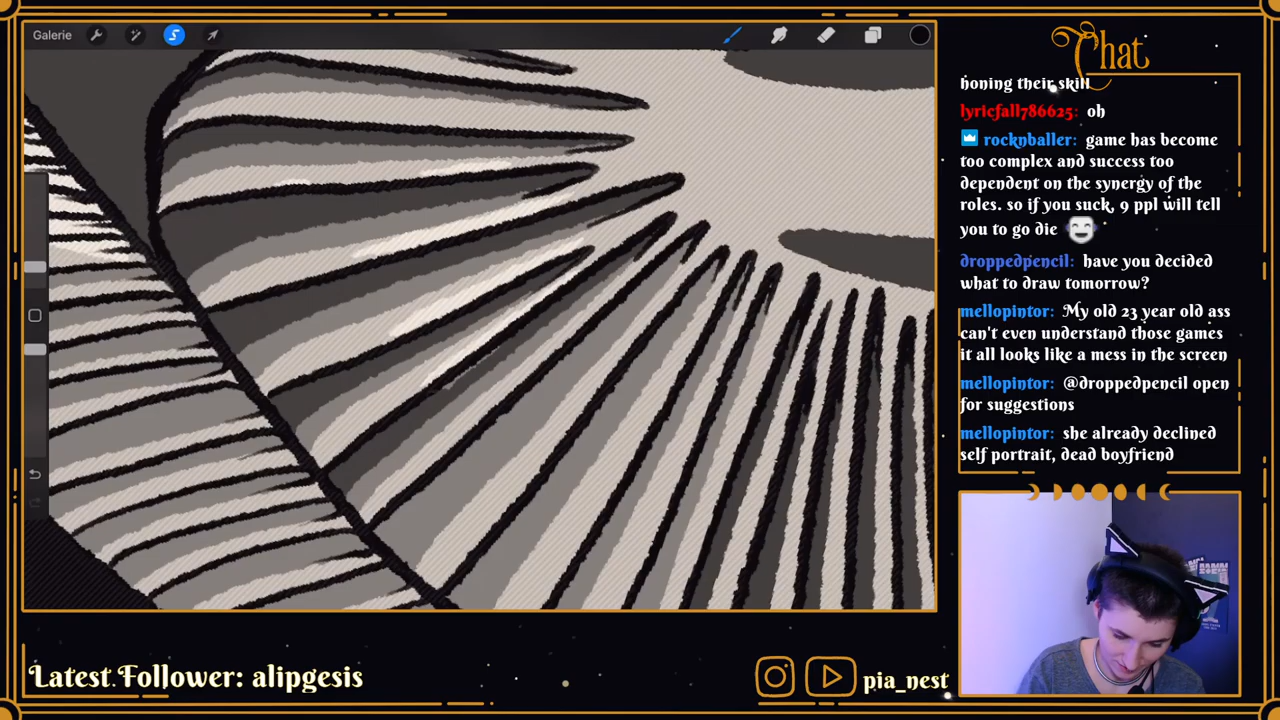 Galerie
Chat
honing their skill
lyricfall786625: oh
rocknballer: game has become
too complex and success too
dependent on the synergy of the
roles. so if you suck, 9 ppl will tell
you to go die
droppedpencil: have you decided
what to draw tomorrow?
mellopintor: My old 23 year old ass
can't even understand those games
it all looks like a mess in the screen
mellopintor: @droppedpencil open
for suggestions
mellopintor: she already declined
self portrait, dead boyfriend
Latest Follower: alipgesis
pia_nest